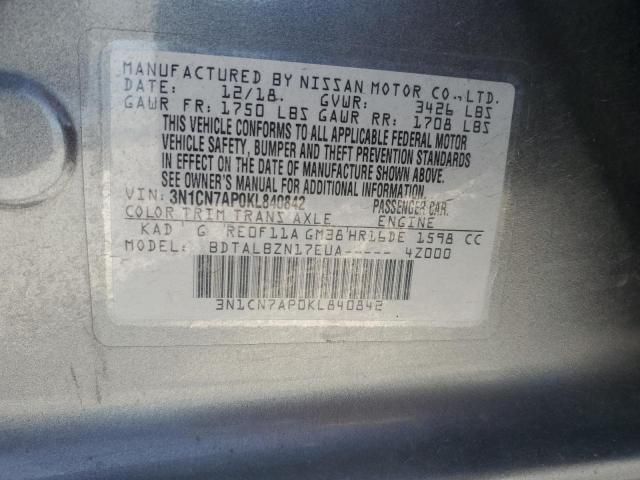 MANUFACTURED BY NISSAN MOTOR CO.,LTD.
DATE: 12/18 GVWR: 3426 LBS
GAWR FR: 1750 LBS GAWR RR: 1708 LBS
THIS VEHICLE CONFORMS TO ALL APPLICABLE FEDERAL MOTOR
VEHICLE SAFETY, BUMPER AND THEFT PREVENTION STANDARDS
IN EFFECT ON THE DATE OF MANUFACTURE SHOWN ABOVE.
SEE OWNER'S MANUAL FOR ADDITIONAL INFORMATION.
VIN: 3N1CN7AP0KL840842 PASSENGER CAR.
COLOR TRIM TRANS AXLE ENGINE
KAD G RE0F11A GM38 HR16DE 1598 CC
MODEL: BDTALBZN17EUA----- 4Z000
3N1CN7AP0KL840842